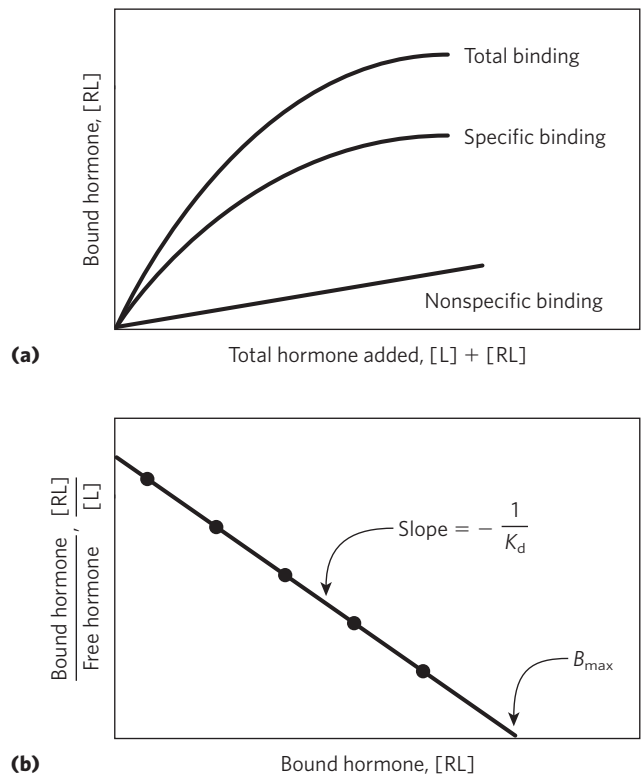 Total binding
Specific binding
Nonspecific binding
Bound hormone, [RL]
(a)
Total hormone added, [L] + [RL]
Bound hormone / Free hormone , [RL] / [L]
Slope = − 1 / Kd
Bmax
(b)
Bound hormone, [RL]